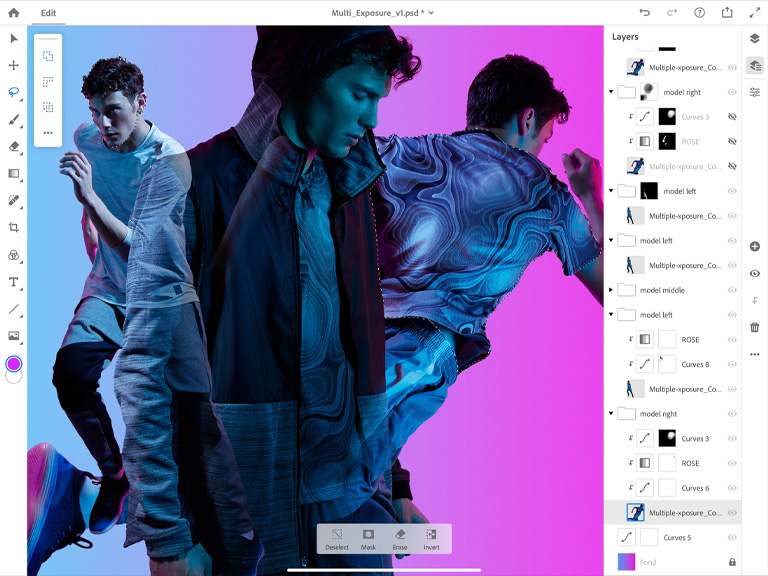 Edit
Multi_Exposure_v1.psd *
Layers
Multiple-xposure_Co...
model right
Curves 3
ROSE
Multiple-xposure_Co...
model left
Multiple-xposure_Co...
model left
Multiple-xposure_Co...
model middle
model left
ROSE
Curves 8
Multiple-xposure_Co...
model right
Curves 3
ROSE
Curves 6
Multiple-xposure_Co...
Curves 5
Fond
Deselect
Mask
Erase
Invert